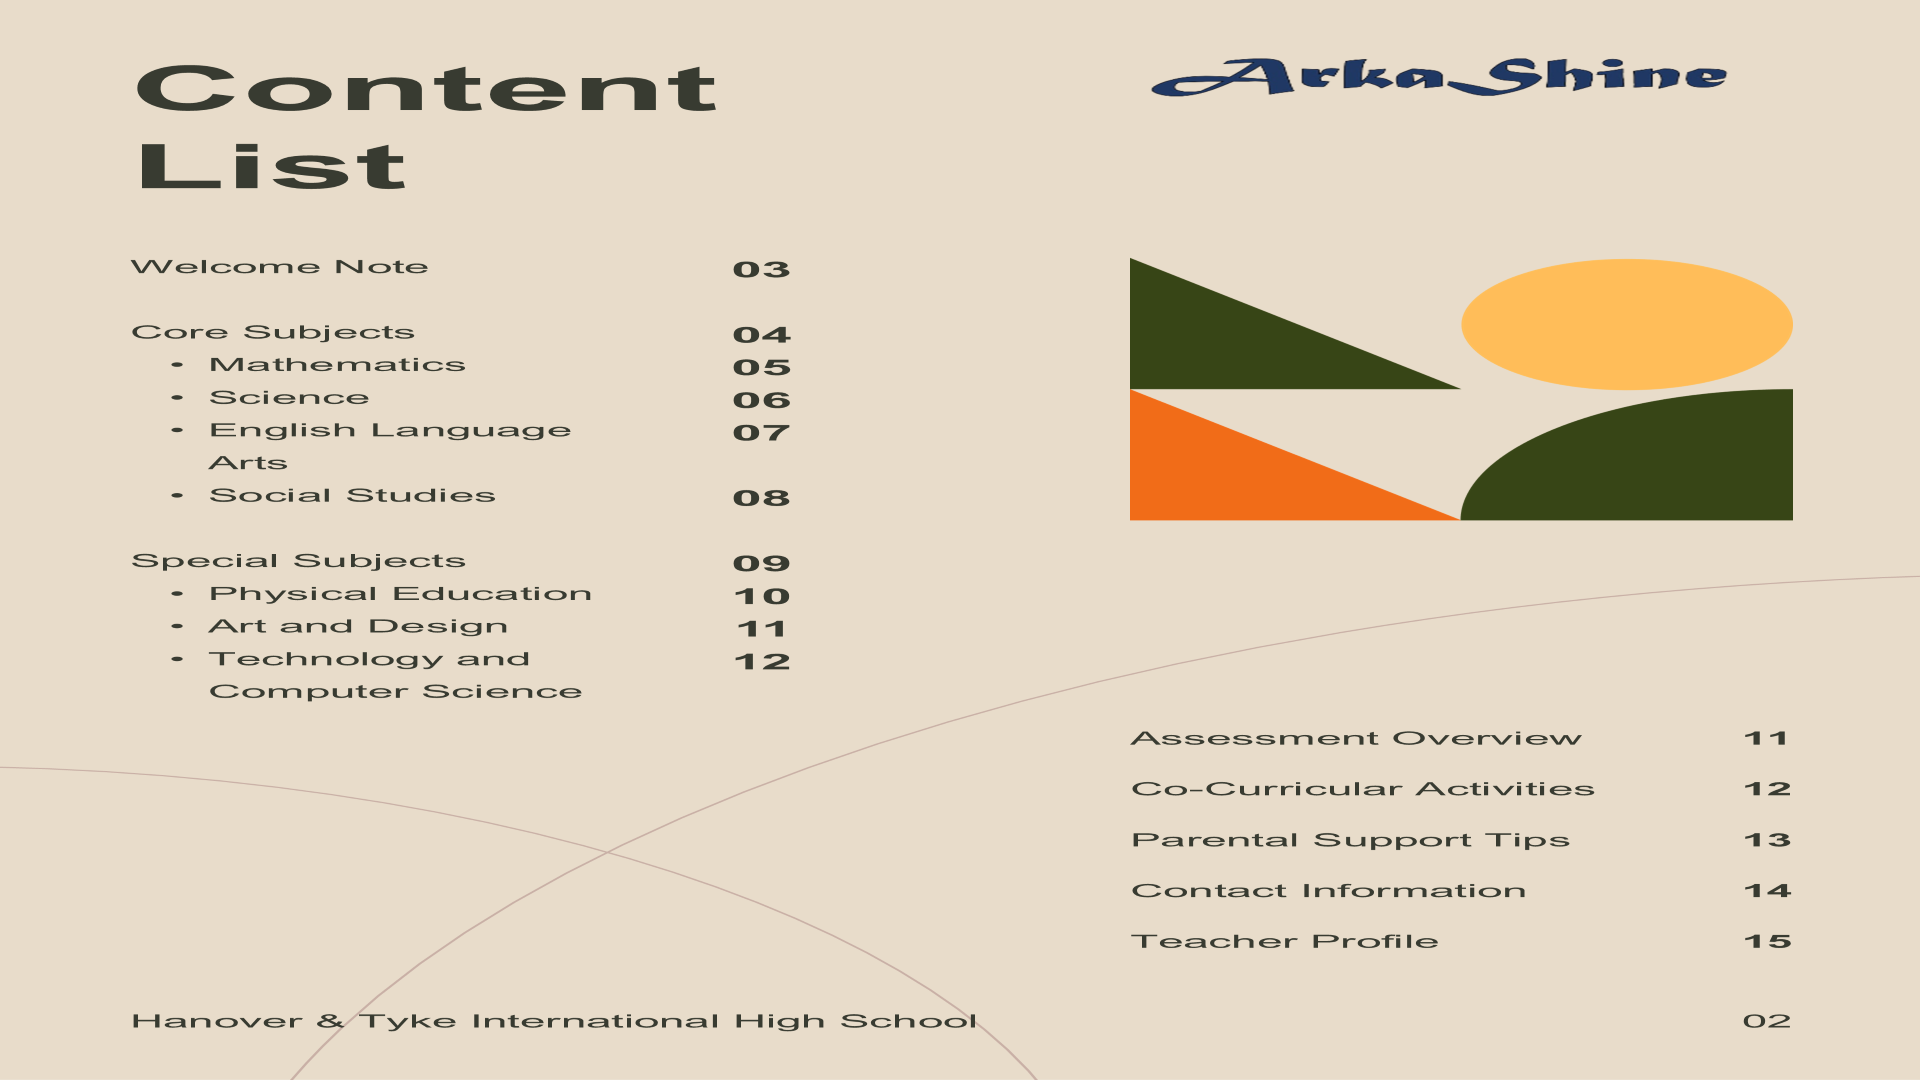 Content
List
Arka Shine
Welcome Note 03
Core Subjects 04
• Mathematics 05
• Science 06
• English Language 07
Arts
• Social Studies 08
Special Subjects 09
• Physical Education 10
• Art and Design 11
• Technology and 12
Computer Science
Assessment Overview 11
Co-Curricular Activities 12
Parental Support Tips 13
Contact Information 14
Teacher Profile 15
Hanover & Tyke International High School 02